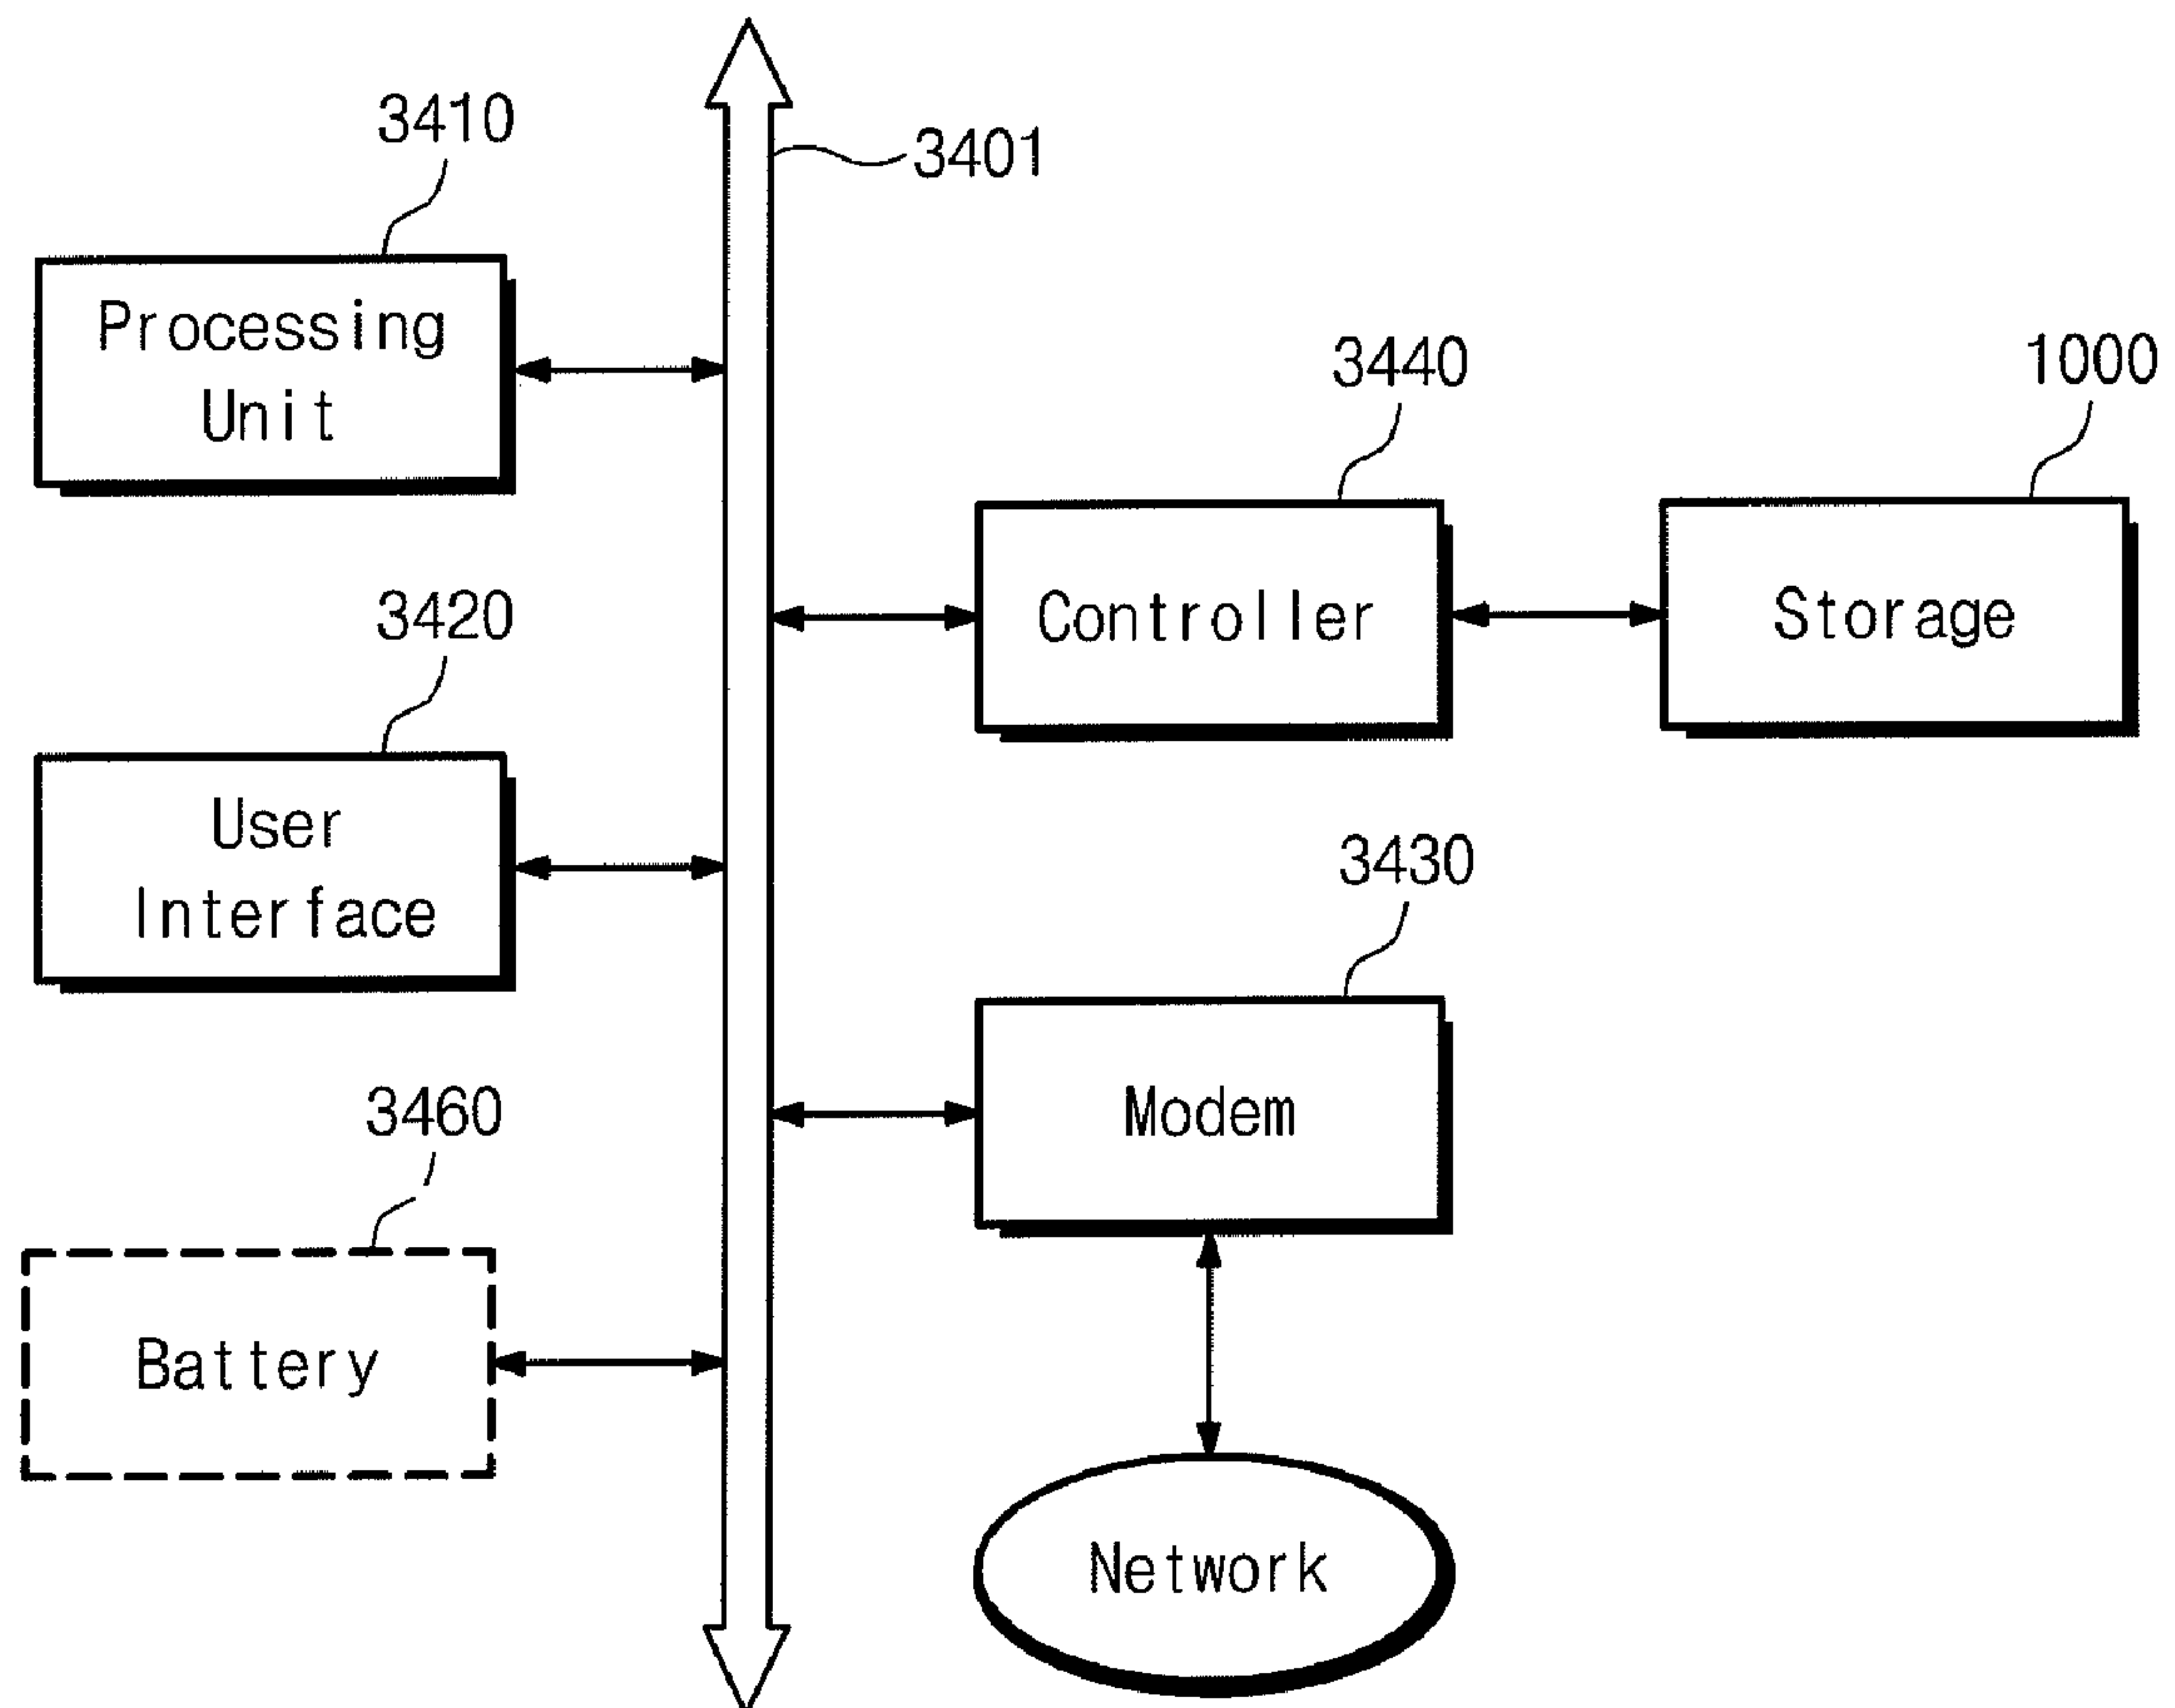 3410
3401
Processing
Unit
3440
1000
Controller
Storage
3420
User
Interface
3430
Modem
3460
Battery
Network